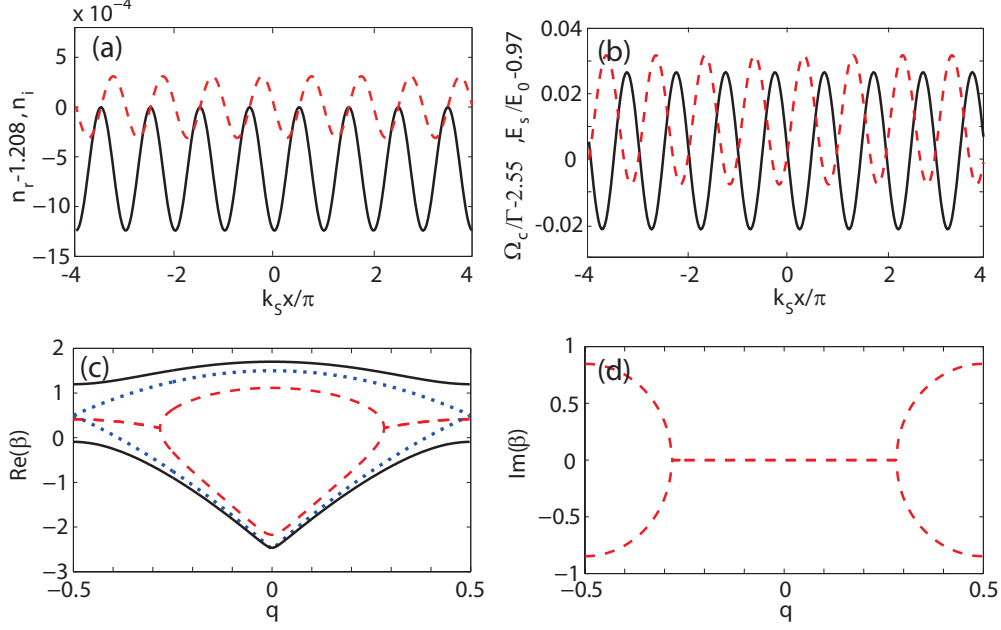 x 10⁻⁴
(a)
n_r-1.208, n_i
5
0
−5
−10
−15
-4
-2
0
2
4
k_S x/π
(b)
Ω_c/Γ-2.55 ,E_s/E_0-0.97
0.04
0.02
0
-0.02
-4
-2
0
2
4
k_S x/π
(c)
Re(β)
2
1
0
−1
−2
−3
−0.5
0
0.5
q
(d)
Im(β)
1
0.5
0
−0.5
−1
−0.5
0
0.5
q